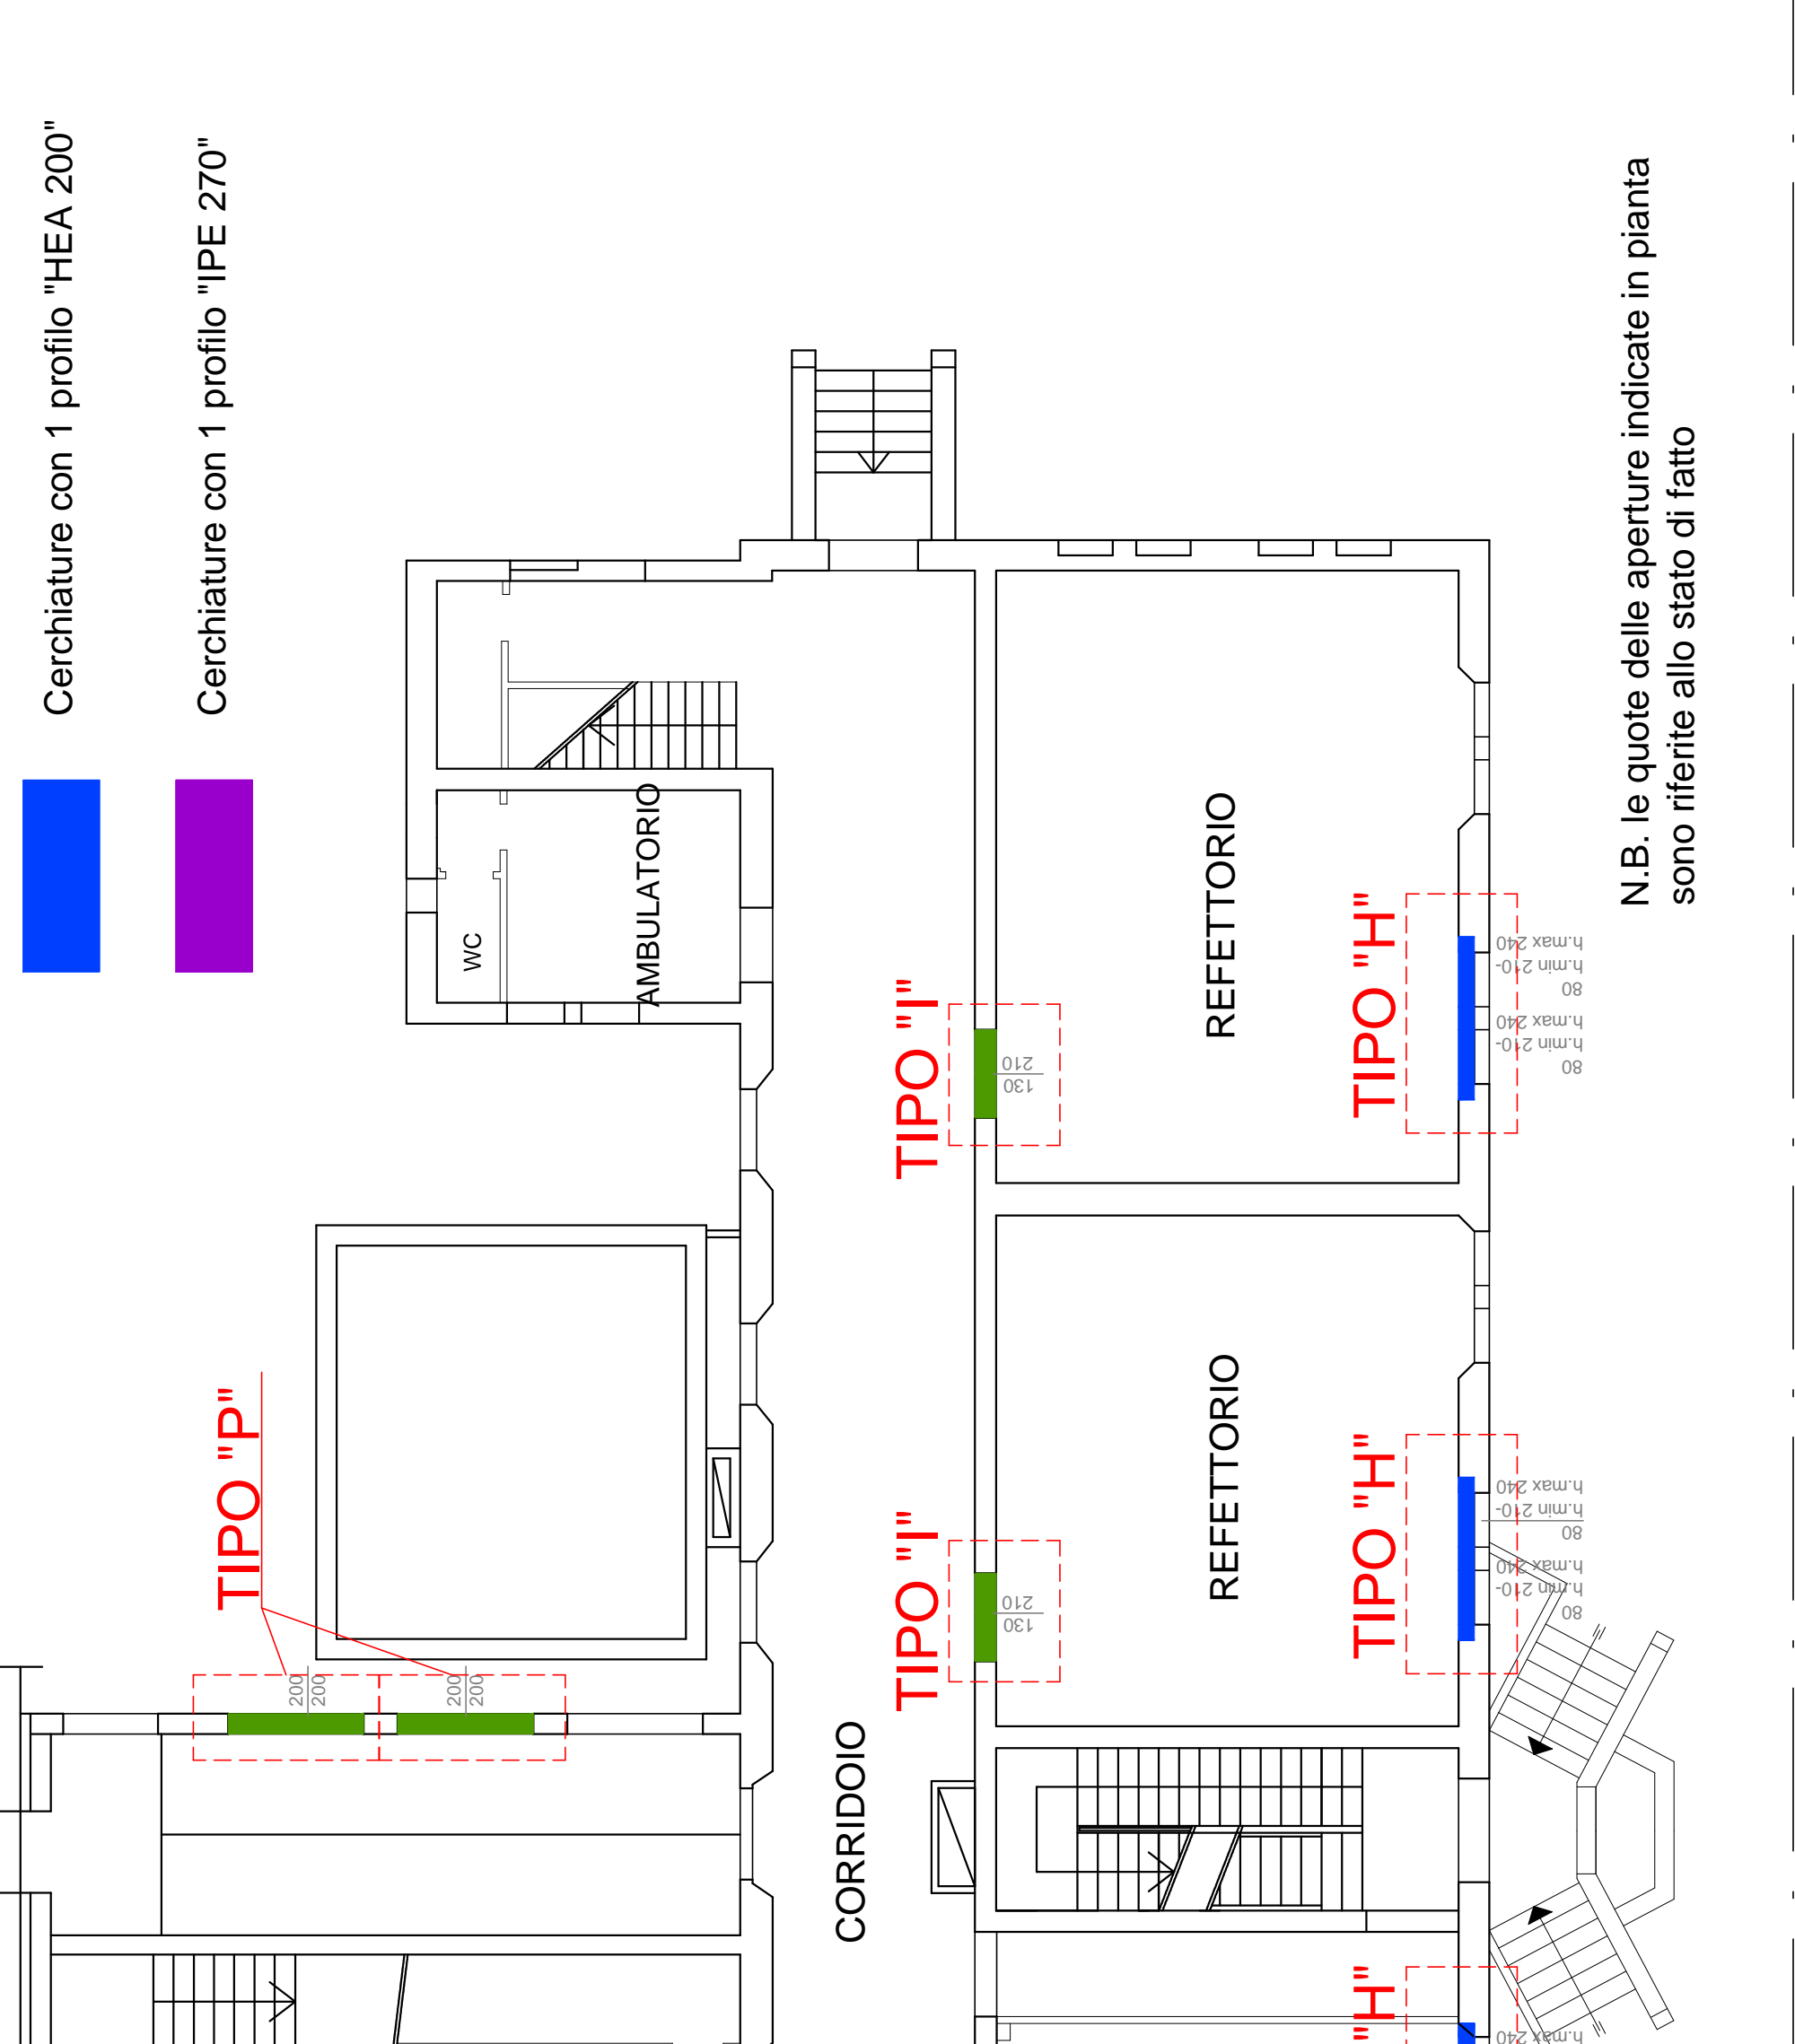 Cerchiature con 1 profilo "HEA 200"
Cerchiature con 1 profilo "IPE 270"
N.B. le quote delle aperture indicate in pianta
sono riferite allo stato di fatto
WC
AMBULATORIO
REFETTORIO
TIPO "I"
210
130
TIPO "H"
h.max 240
h.min 210-
80
h.max 240
h.min 210-
80
TIPO "P"
200
200
200
200
REFETTORIO
TIPO "I"
210
130
TIPO "H"
h.max 240
h.min 210-
80
h.max 240
h.min 210-
80
CORRIDOIO
"H"
h.max 240